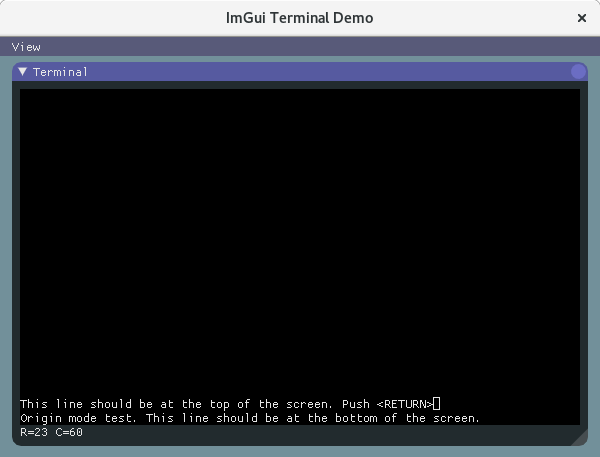 ImGui Terminal Demo
View
Terminal
This line should be at the top of the screen. Push <RETURN>
Origin mode test. This line should be at the bottom of the screen.
R=23 C=60